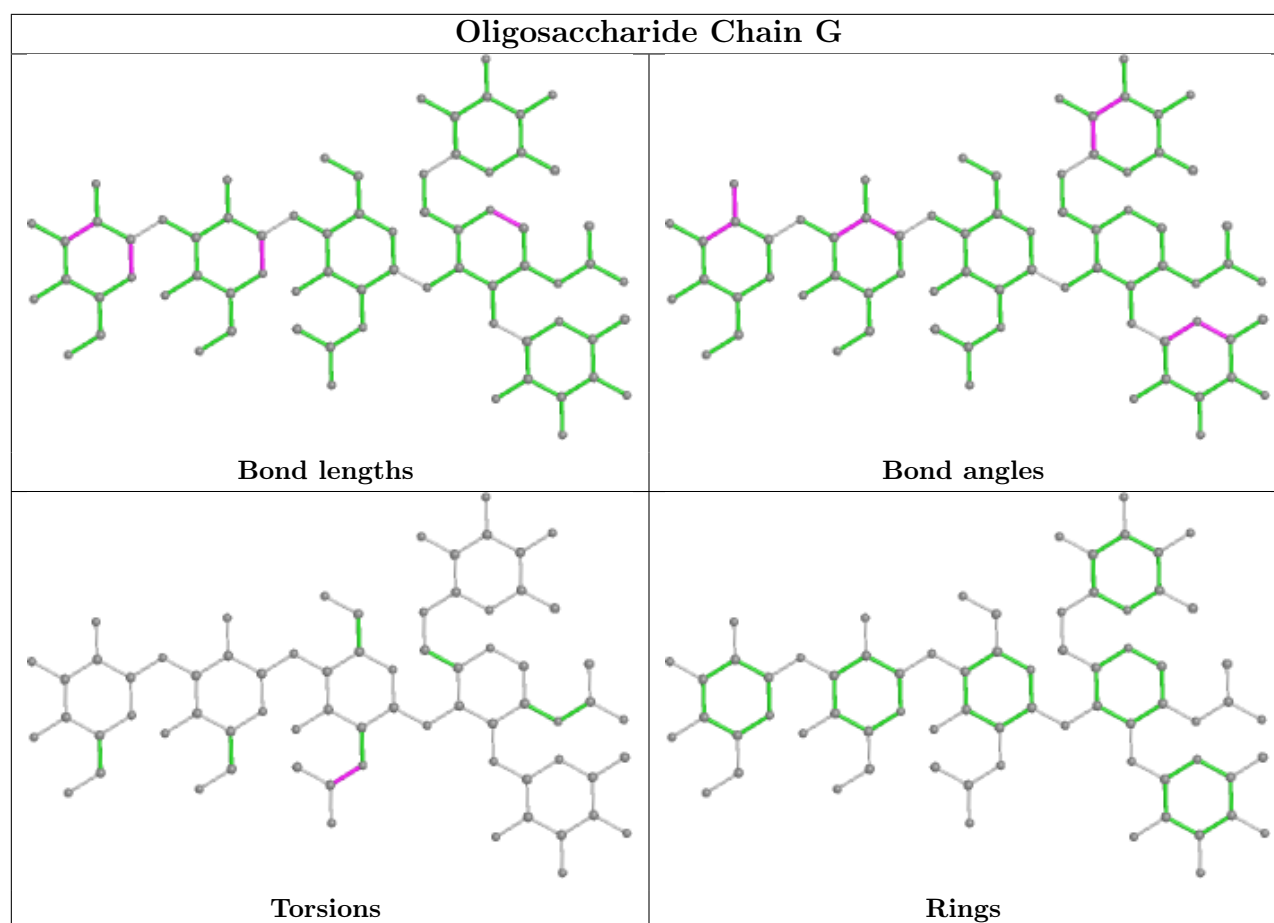 Oligosaccharide Chain G
Bond lengths
Bond angles
Torsions
Rings